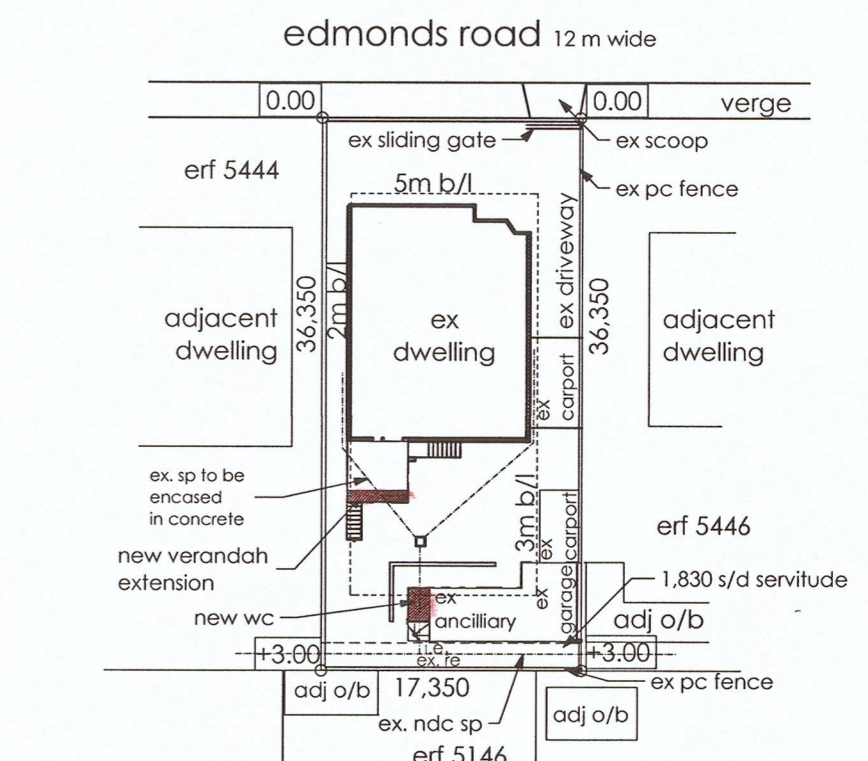 edmonds road 12 m wide
0.00
0.00
verge
ex sliding gate
ex scoop
erf 5444
5m b/l
ex pc fence
ex driveway
36,350
2m b/l
36,350
adjacent
dwelling
ex
dwelling
adjacent
dwelling
ex
carport
ex. sp to be
encased
in concrete
3m b/l
ex
carport
erf 5446
new verandah
extension
ex
garage
1,830 s/d servitude
new wc
ex
ancilliary
adj o/b
+3.00
i.e.
ex. re
+3.00
adj o/b
17,350
ex pc fence
ex. ndc sp
adj o/b
erf 5146